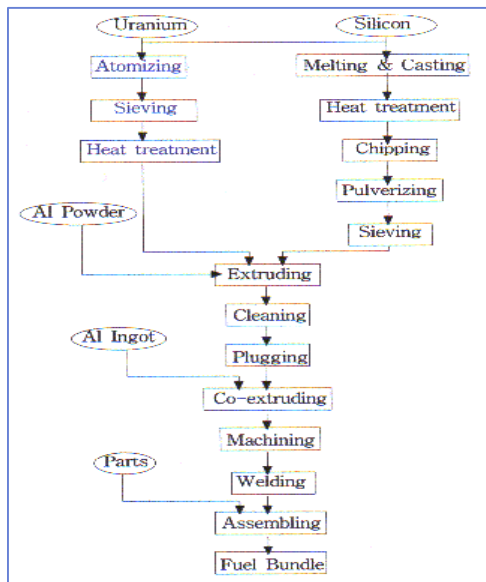 Uranium
Silicon
Atomizing
Melting & Casting
Sieving
Heat treatment
Heat treatment
Chipping
Pulverizing
Al Powder
Sieving
Extruding
Cleaning
Al Ingot
Plugging
Co-extruding
Machining
Parts
Welding
Assembling
Fuel Bundle